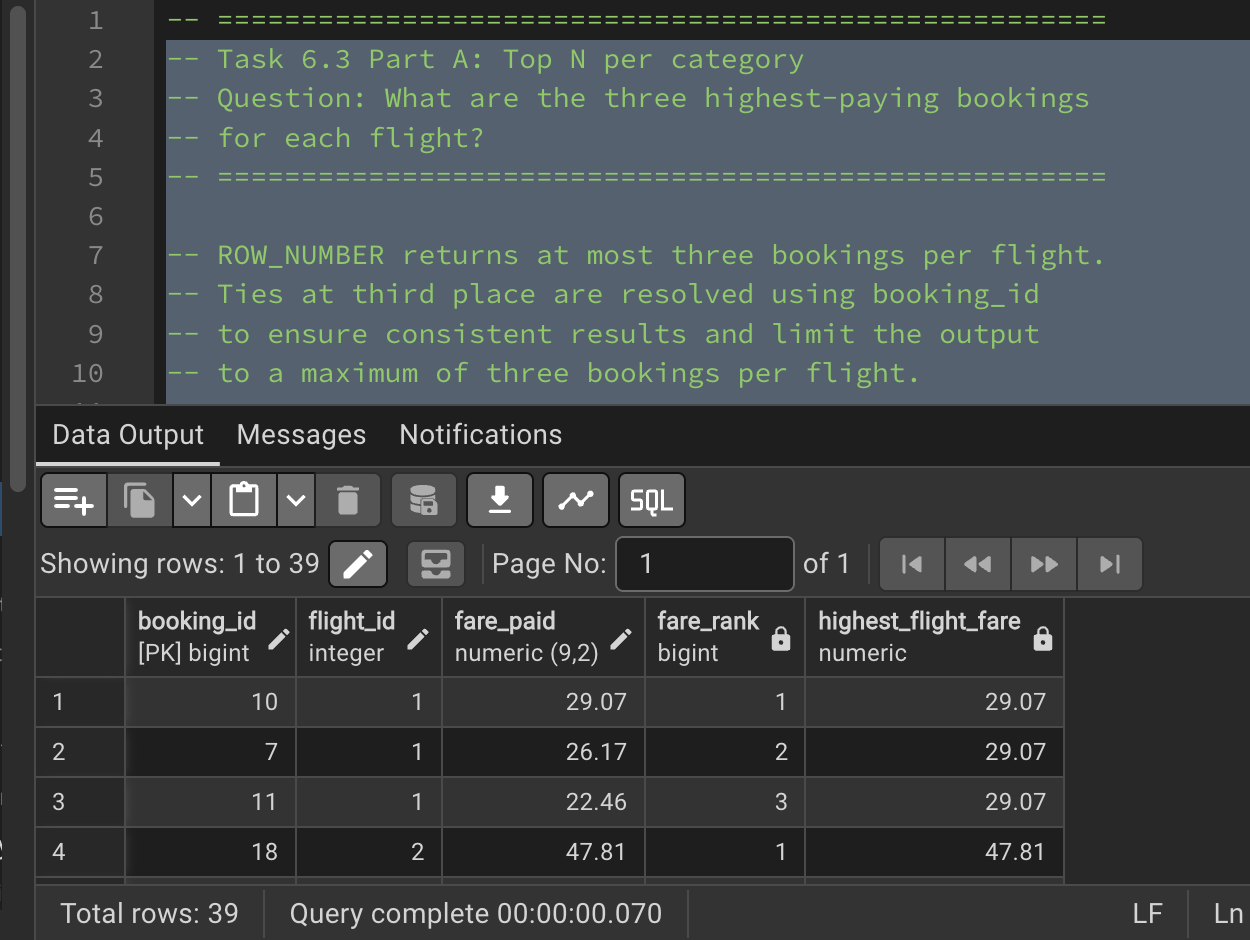 1 -- =====================================================
2 -- Task 6.3 Part A: Top N per category
3 -- Question: What are the three highest-paying bookings
4 -- for each flight?
5 -- =====================================================
6
7 -- ROW_NUMBER returns at most three bookings per flight.
8 -- Ties at third place are resolved using booking_id
9 -- to ensure consistent results and limit the output
10 -- to a maximum of three bookings per flight.
Data Output Messages Notifications
SQL
Showing rows: 1 to 39 Page No: 1 of 1
booking_id flight_id fare_paid fare_rank highest_flight_fare
[PK] bigint integer numeric (9,2) bigint numeric
1 10 1 29.07 1 29.07
2 7 1 26.17 2 29.07
3 11 1 22.46 3 29.07
4 18 2 47.81 1 47.81
Total rows: 39 Query complete 00:00:00.070 LF Ln